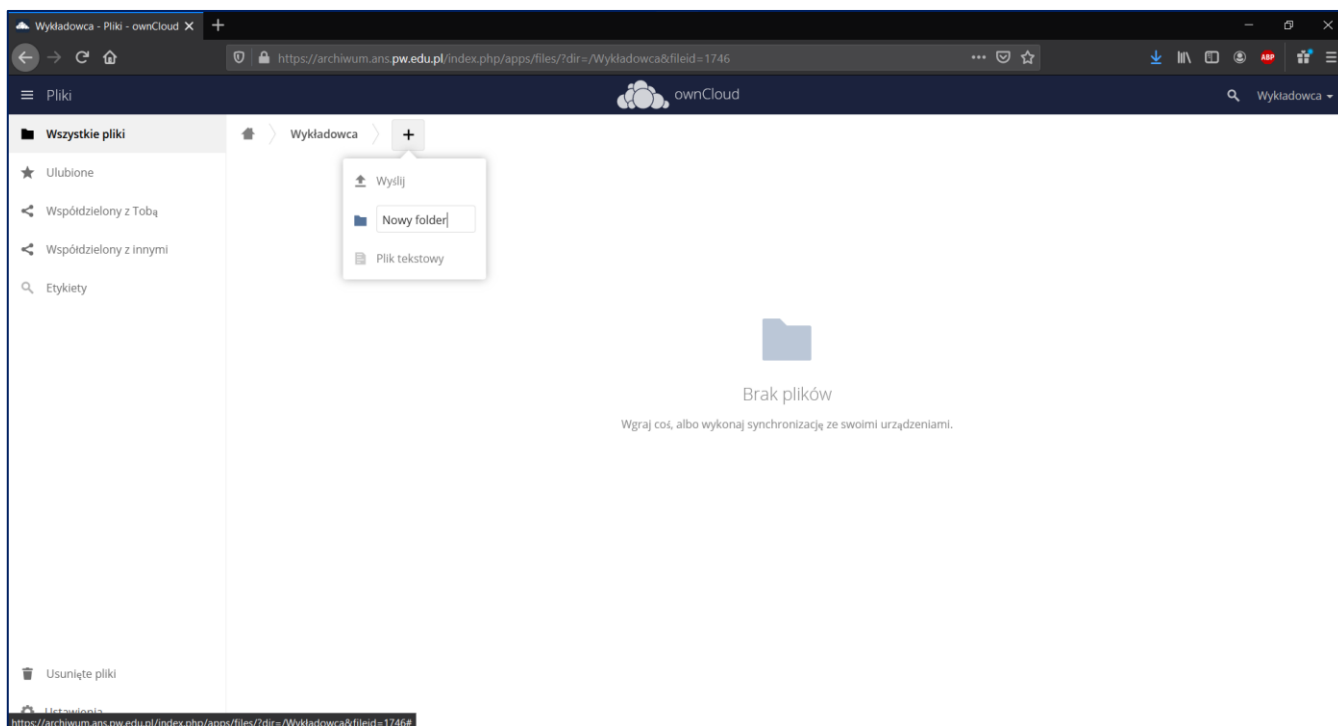 Wykładowca - Pliki - ownCloud
https://archiwum.ans.pw.edu.pl/index.php/apps/files/?dir=/Wykładowca&fileid=1746
ABP
Pliki
ownCloud
Wykładowca
Wszystkie pliki
Wykładowca
Ulubione
Wyślij
Współdzielony z Tobą
Nowy folder
Współdzielony z innymi
Plik tekstowy
Etykiety
Brak plików
Wgraj coś, albo wykonaj synchronizację ze swoimi urządzeniami.
Usunięte pliki
Ustawienia
https://archiwum.ans.pw.edu.pl/index.php/apps/files/?dir=/Wykładowca&fileid=1746#